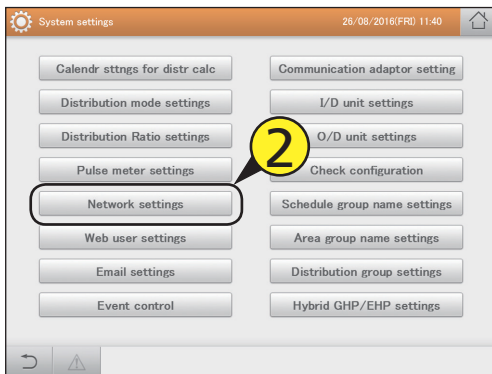 System settings
26/08/2016(FRI) 11:40
Calendr sttngs for distr calc
Communication adaptor setting
Distribution mode settings
I/D unit settings
Distribution Ratio settings
O/D unit settings
Pulse meter settings
Check configuration
2
Network settings
Schedule group name settings
Web user settings
Area group name settings
Email settings
Distribution group settings
Event control
Hybrid GHP/EHP settings